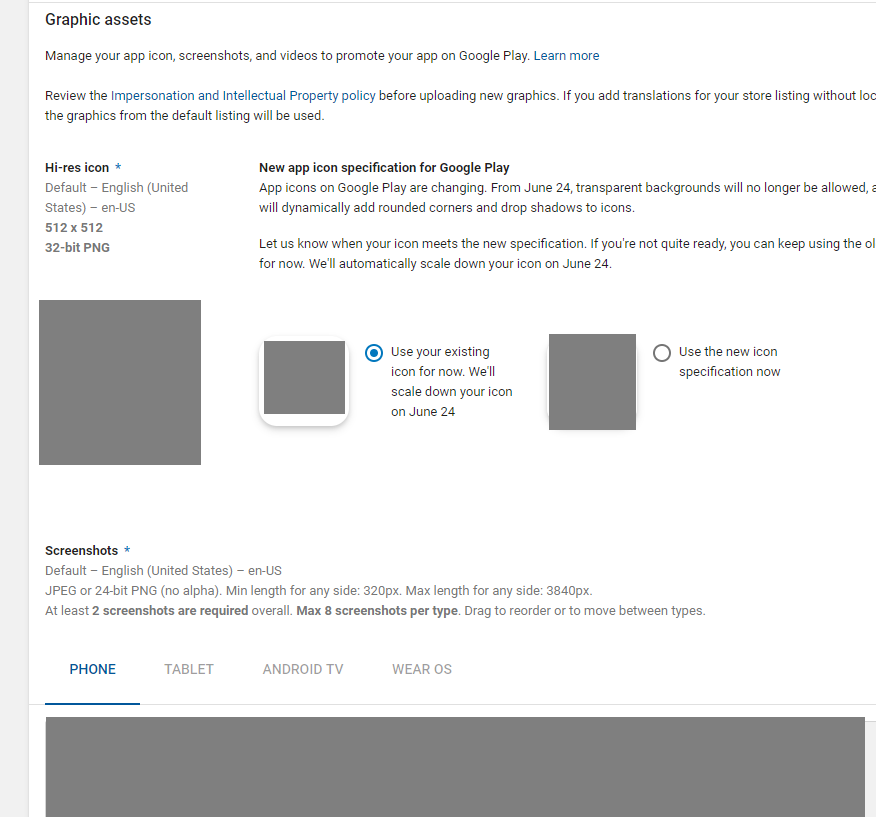 Graphic assets
Manage your app icon, screenshots, and videos to promote your app on Google Play. Learn more
Review the Impersonation and Intellectual Property policy before uploading new graphics. If you add translations for your store listing without loc
the graphics from the default listing will be used.
Hi-res icon *
Default – English (United
States) – en-US
512 x 512
32-bit PNG
New app icon specification for Google Play
App icons on Google Play are changing. From June 24, transparent backgrounds will no longer be allowed, a
will dynamically add rounded corners and drop shadows to icons.
Let us know when your icon meets the new specification. If you're not quite ready, you can keep using the ol
for now. We'll automatically scale down your icon on June 24.
Use your existing
icon for now. We'll
scale down your icon
on June 24
Use the new icon
specification now
Screenshots *
Default – English (United States) – en-US
JPEG or 24-bit PNG (no alpha). Min length for any side: 320px. Max length for any side: 3840px.
At least 2 screenshots are required overall. Max 8 screenshots per type. Drag to reorder or to move between types.
PHONE TABLET ANDROID TV WEAR OS